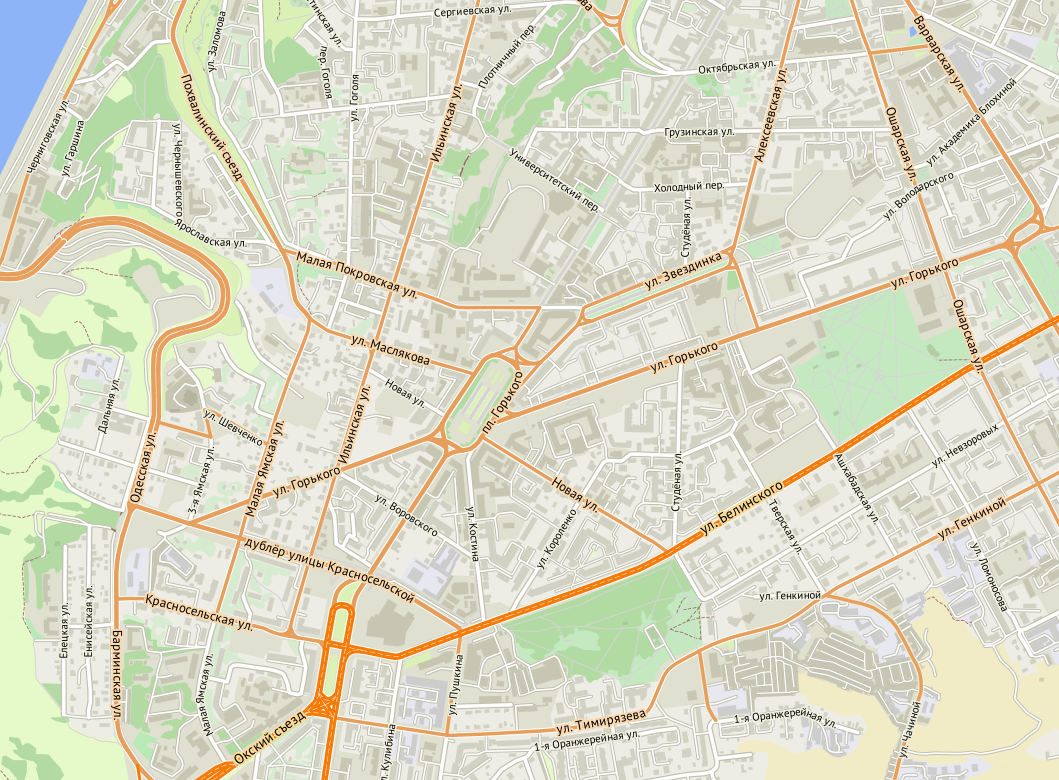 Сергиевская ул.
ул. Заломова
пер. Гоголя
ул. Гоголя
Плотничный пер.
Октябрьская ул.
Варварская ул.
Похвалинский съезд
Ильинская ул.
Алексеевская ул.
Ошарская ул.
ул. Академика Блохиной
Черниговская ул.
ул. Гаршина
ул. Чернышевского
Грузинская ул.
Университетский пер.
Холодный пер.
ул. Володарского
Студёная ул.
Ярославская ул.
Малая Покровская ул.
ул. Звездинка
ул. Горького
Ошарская ул.
ул. Маслякова
ул. Горького
Новая ул.
пл. Горького
Дальняя ул.
ул. Шевченко
Ильинская ул.
Малая Ямская ул.
Одесская ул.
3-я Ямская ул.
ул. Горького
Новая ул.
Студёная ул.
ул. Белинского
Ашхабадская ул.
ул. Невзоровых
ул. Воровского
ул. Костина
ул. Короленко
Тверская ул.
ул. Генкиной
дублёр улицы Красносельской
ул. Ломоносова
Красносельская ул.
ул. Генкиной
Елецкая ул.
Енисейская ул.
Барминская ул.
Малая Ямская ул.
ул. Пушкина
Окский съезд
ул. Кулибина
ул. Тимирязева
1-я Оранжерейная ул.
1-я Оранжерейная ул.
ул. Чачиной